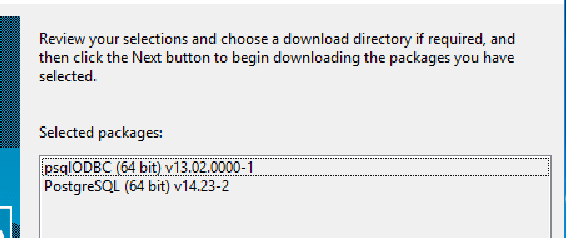 Review your selections and choose a download directory if required, and
then click the Next button to begin downloading the packages you have
selected.
Selected packages:
psqlODBC (64 bit) v13.02.0000-1
PostgreSQL (64 bit) v14.23-2